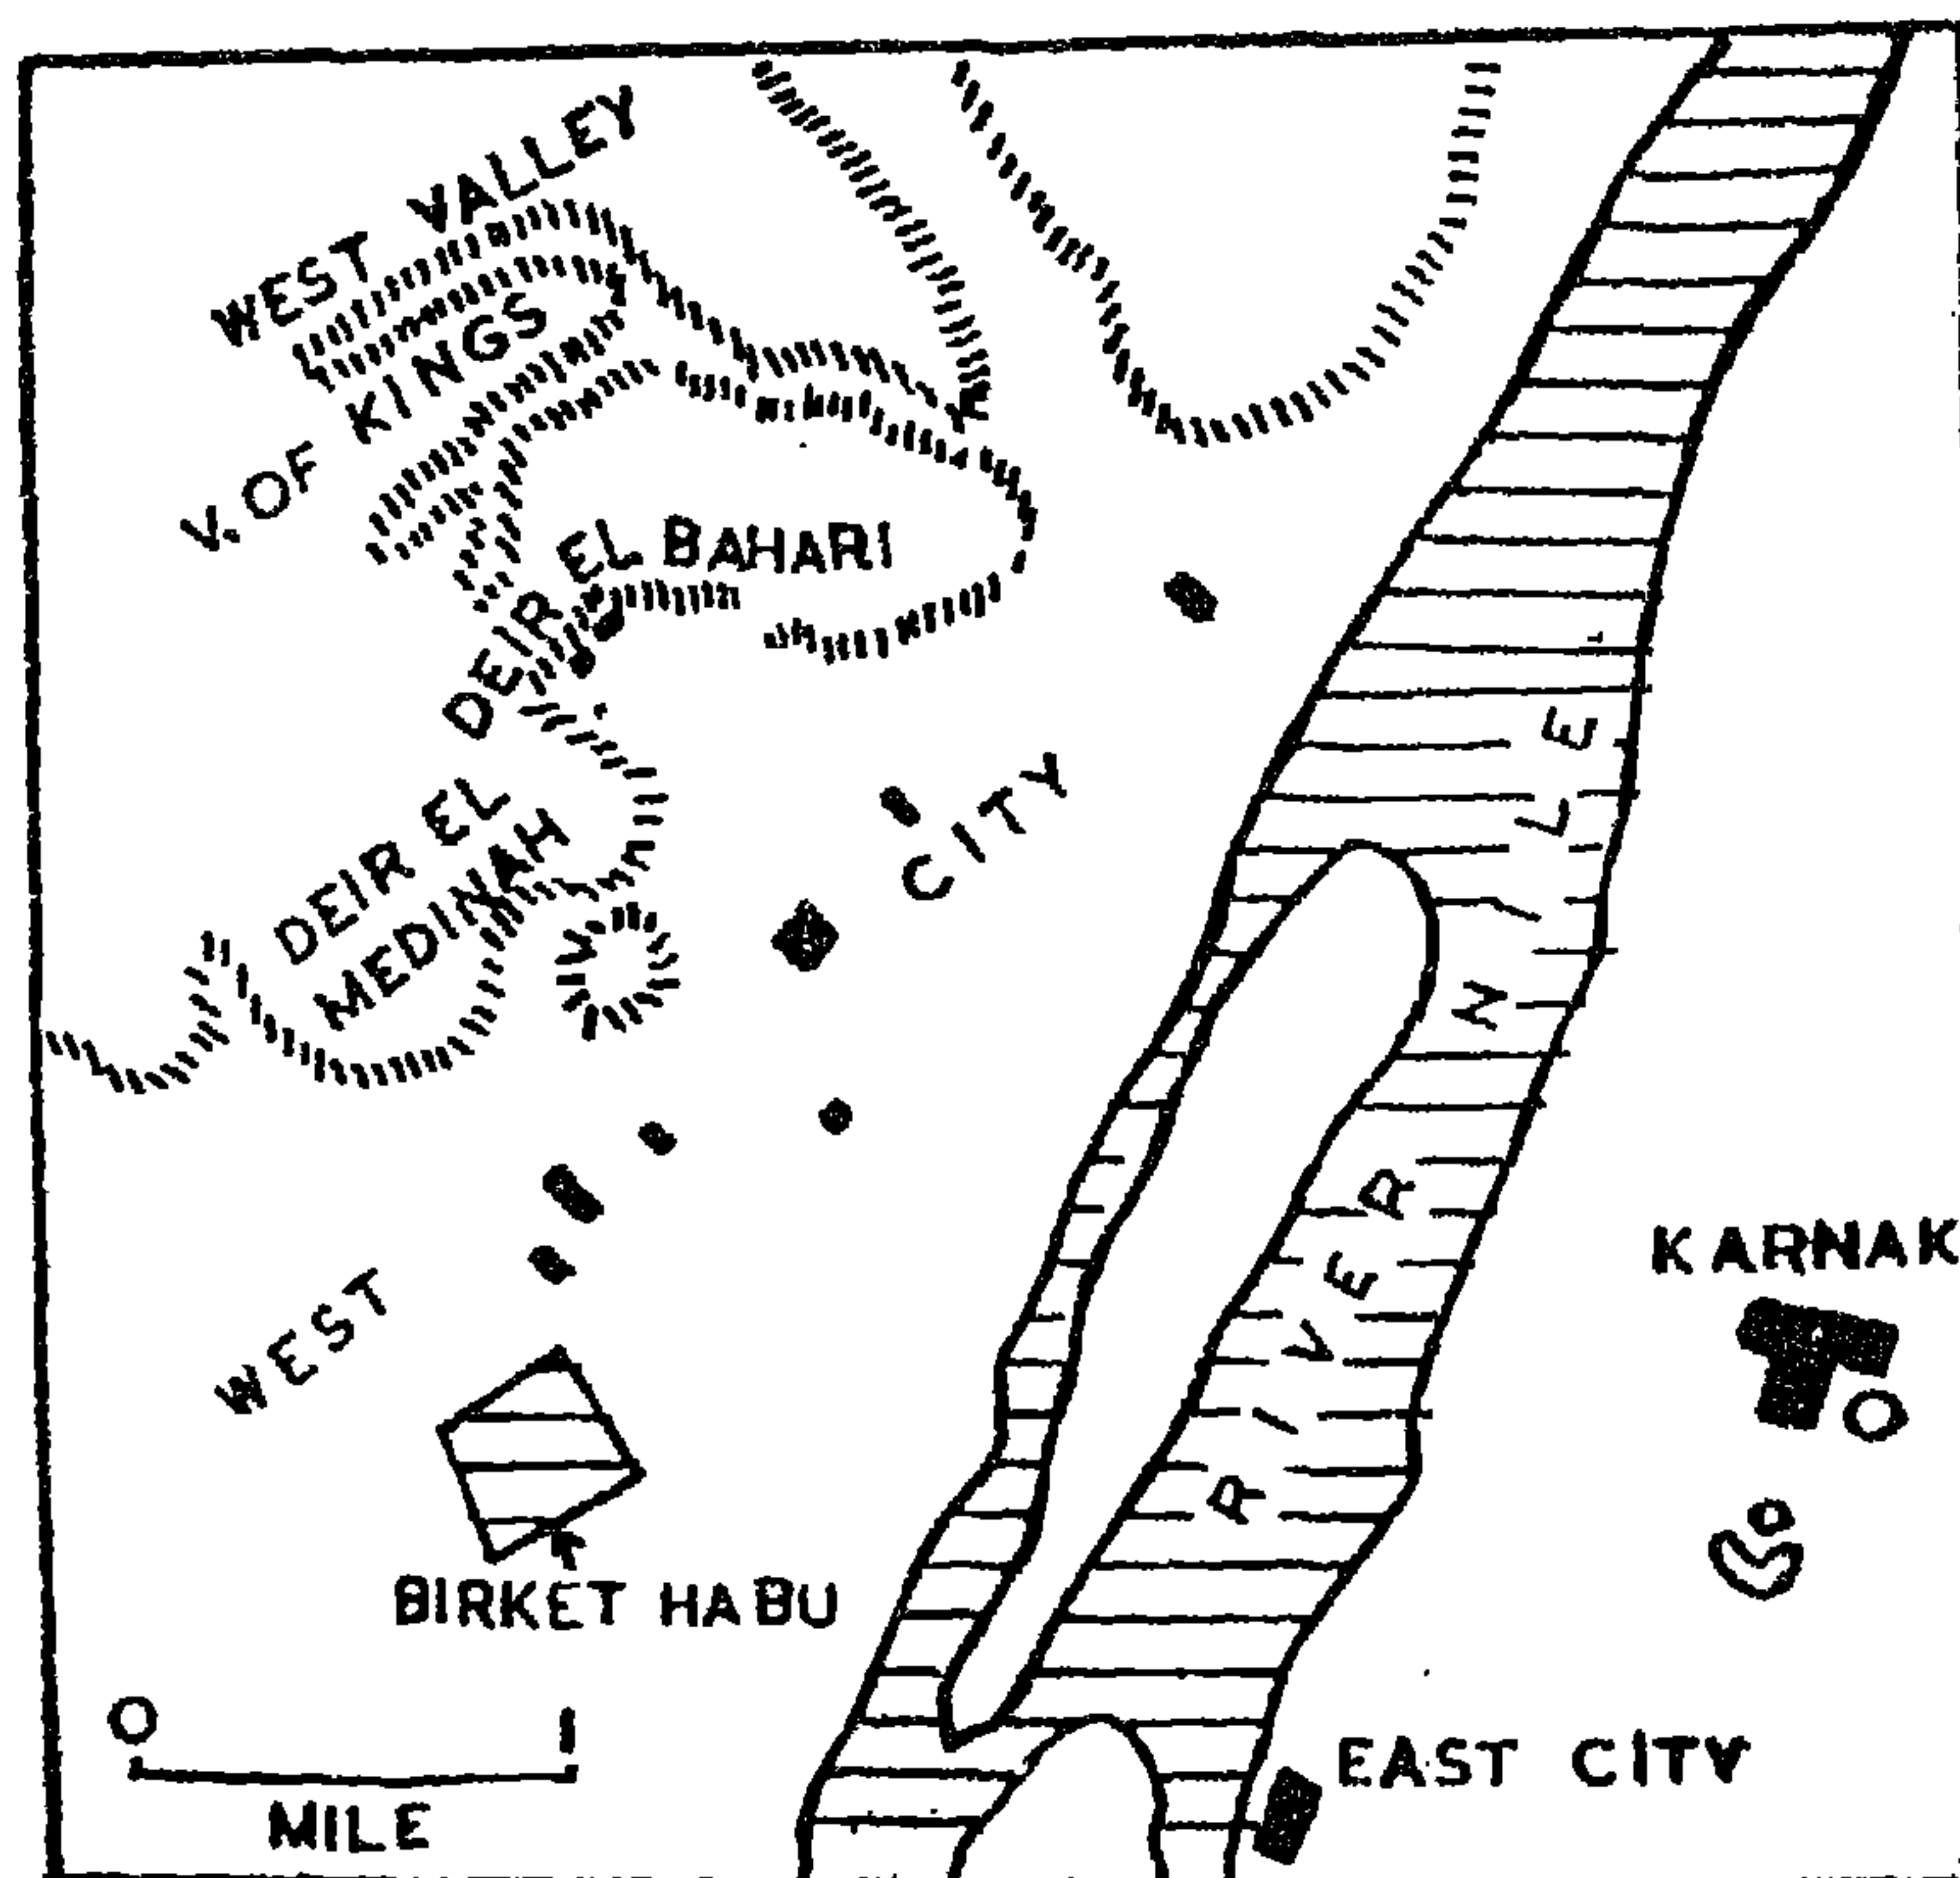 WEST VALLEY
V. OF KINGS
DEIR EL BAHARI
DEIR EL
MEDINAH
WEST CITY
RIVER NILE
KARNAK
BIRKET HABU
EAST CITY
0 1
MILE